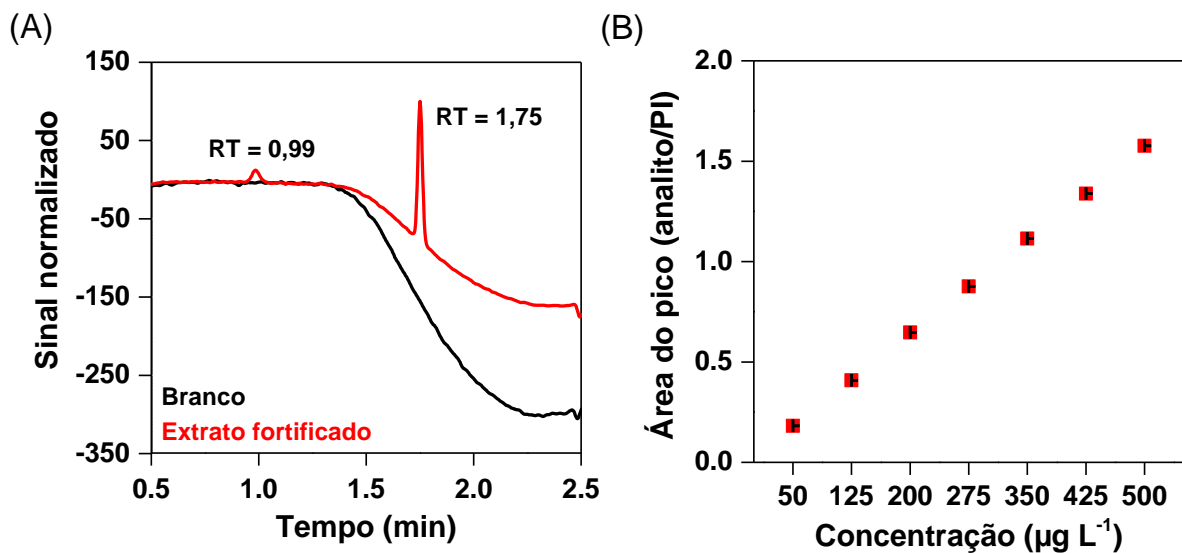 (A)
150
50
-50
-150
-250
-350
Sinal normalizado
RT = 0,99
RT = 1,75
Branco
Extrato fortificado
0.5 1.0 1.5 2.0 2.5
Tempo (min)
(B)
2.0
1.5
1.0
0.5
0.0
Área do pico (analito/PI)
50 125 200 275 350 425 500
Concentração (µg L⁻¹)